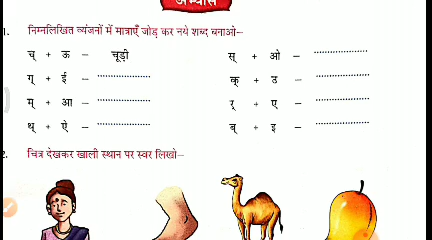 अभ्यास
1. निम्नलिखित व्यंजनों में मात्राएँ जोड़ कर नये शब्द बनाओ–
च् + ऊ – चूड़ी स् + ओ – ..............
ग् + ई – .............. क् + उ – ..............
म् + आ – .............. र् + ए – ..............
थ् + ऐ – .............. ब् + इ – ..............
2. चित्र देखकर खाली स्थान पर स्वर लिखो–